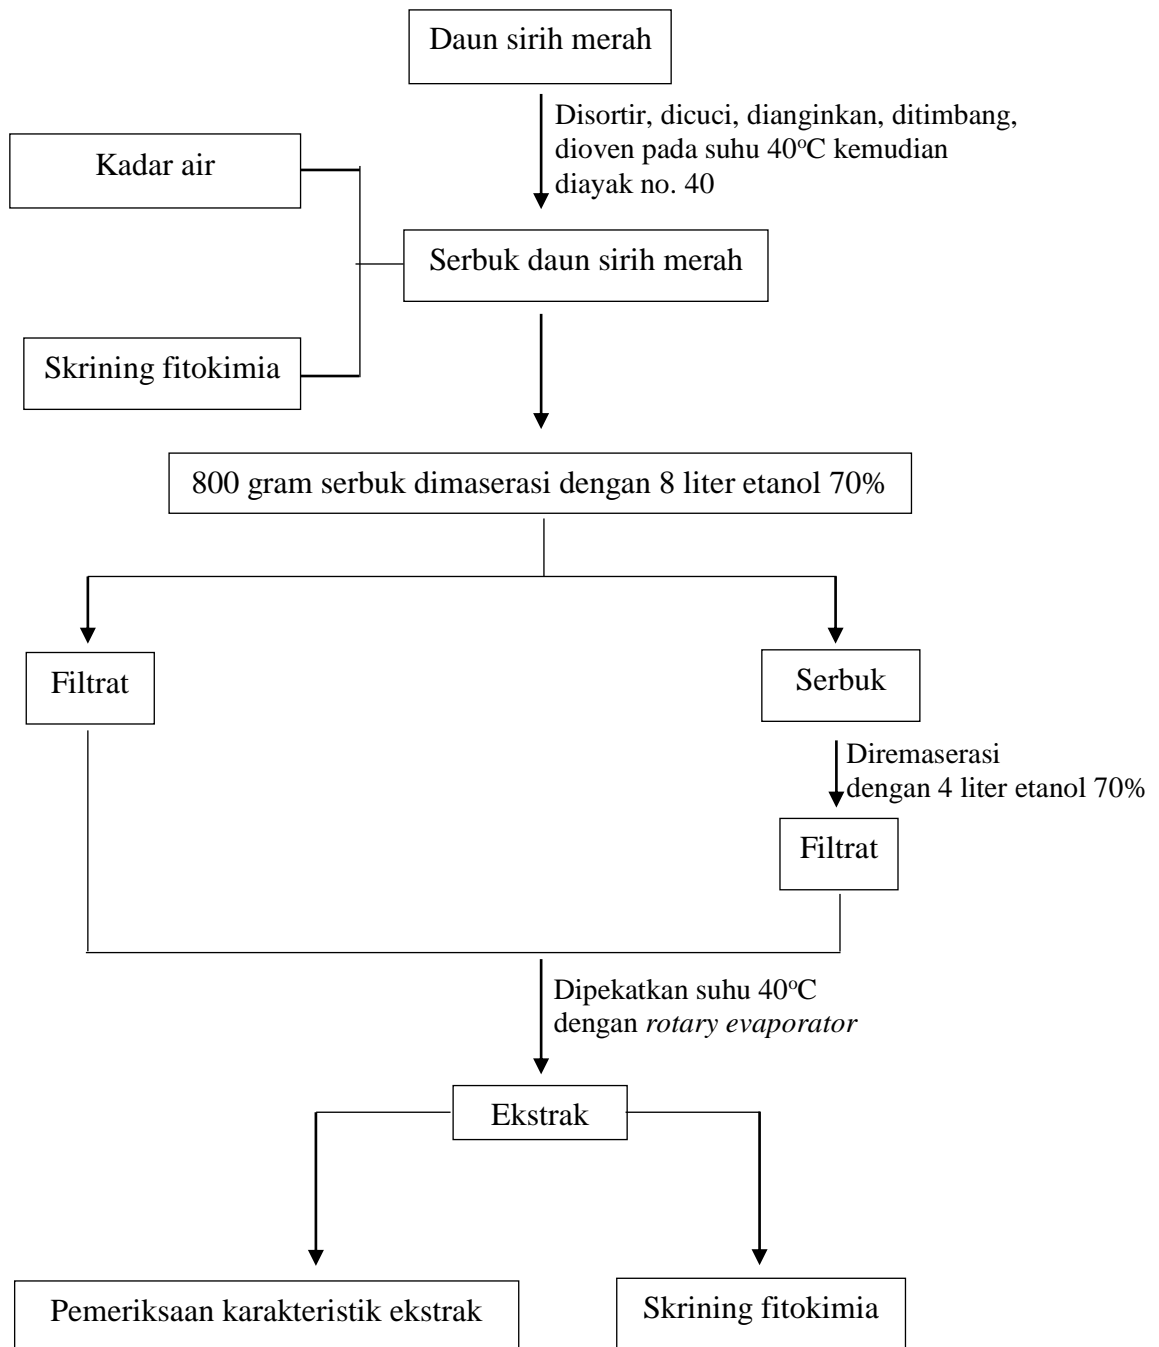 Daun sirih merah
Disortir, dicuci, dianginkan, ditimbang,
dioven pada suhu 40°C kemudian
diayak no. 40
Kadar air
Serbuk daun sirih merah
Skrining fitokimia
800 gram serbuk dimaserasi dengan 8 liter etanol 70%
Filtrat
Serbuk
Diremaserasi
dengan 4 liter etanol 70%
Filtrat
Dipekatkan suhu 40°C
dengan rotary evaporator
Ekstrak
Pemeriksaan karakteristik ekstrak
Skrining fitokimia